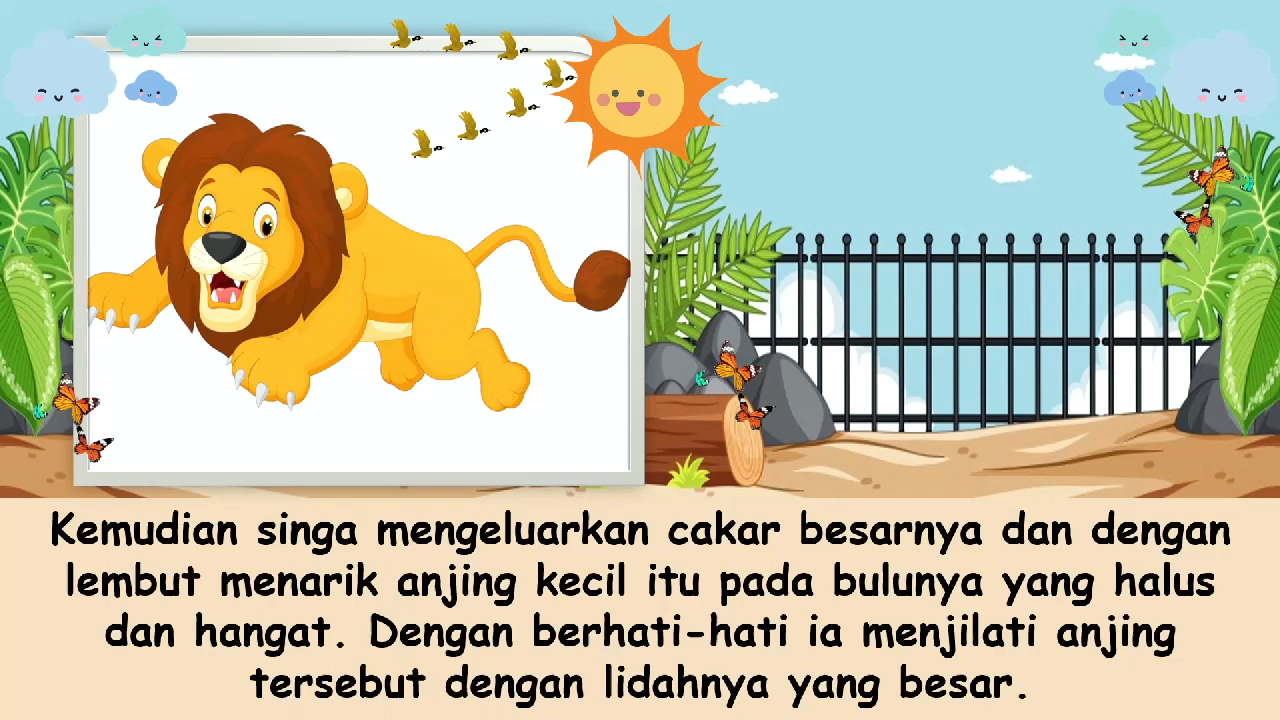 Kemudian singa mengeluarkan cakar besarnya dan dengan
lembut menarik anjing kecil itu pada bulunya yang halus
dan hangat. Dengan berhati-hati ia menjilati anjing
tersebut dengan lidahnya yang besar.